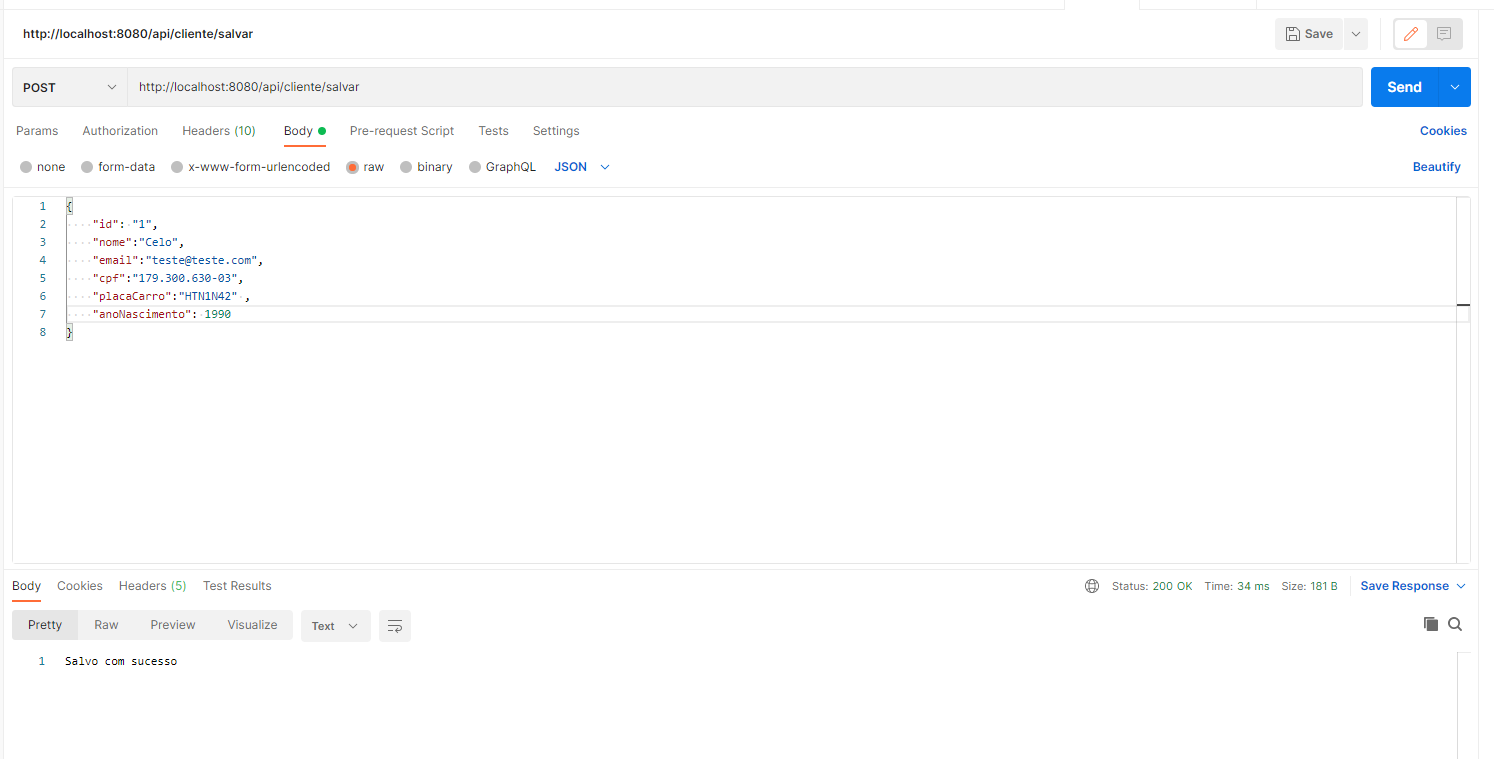 http://localhost:8080/api/cliente/salvar
Save
POST
http://localhost:8080/api/cliente/salvar
Send
Params Authorization Headers (10) Body Pre-request Script Tests Settings Cookies
none form-data x-www-form-urlencoded raw binary GraphQL JSON Beautify
1 {
2 "id": "1",
3 "nome":"Celo",
4 "email":"teste@teste.com",
5 "cpf":"179.300.630-03",
6 "placaCarro":"HTN1N42" ,
7 "anoNascimento": 1990
8 }
Body Cookies Headers (5) Test Results Status: 200 OK Time: 34 ms Size: 181 B Save Response
Pretty Raw Preview Visualize Text
1 Salvo com sucesso